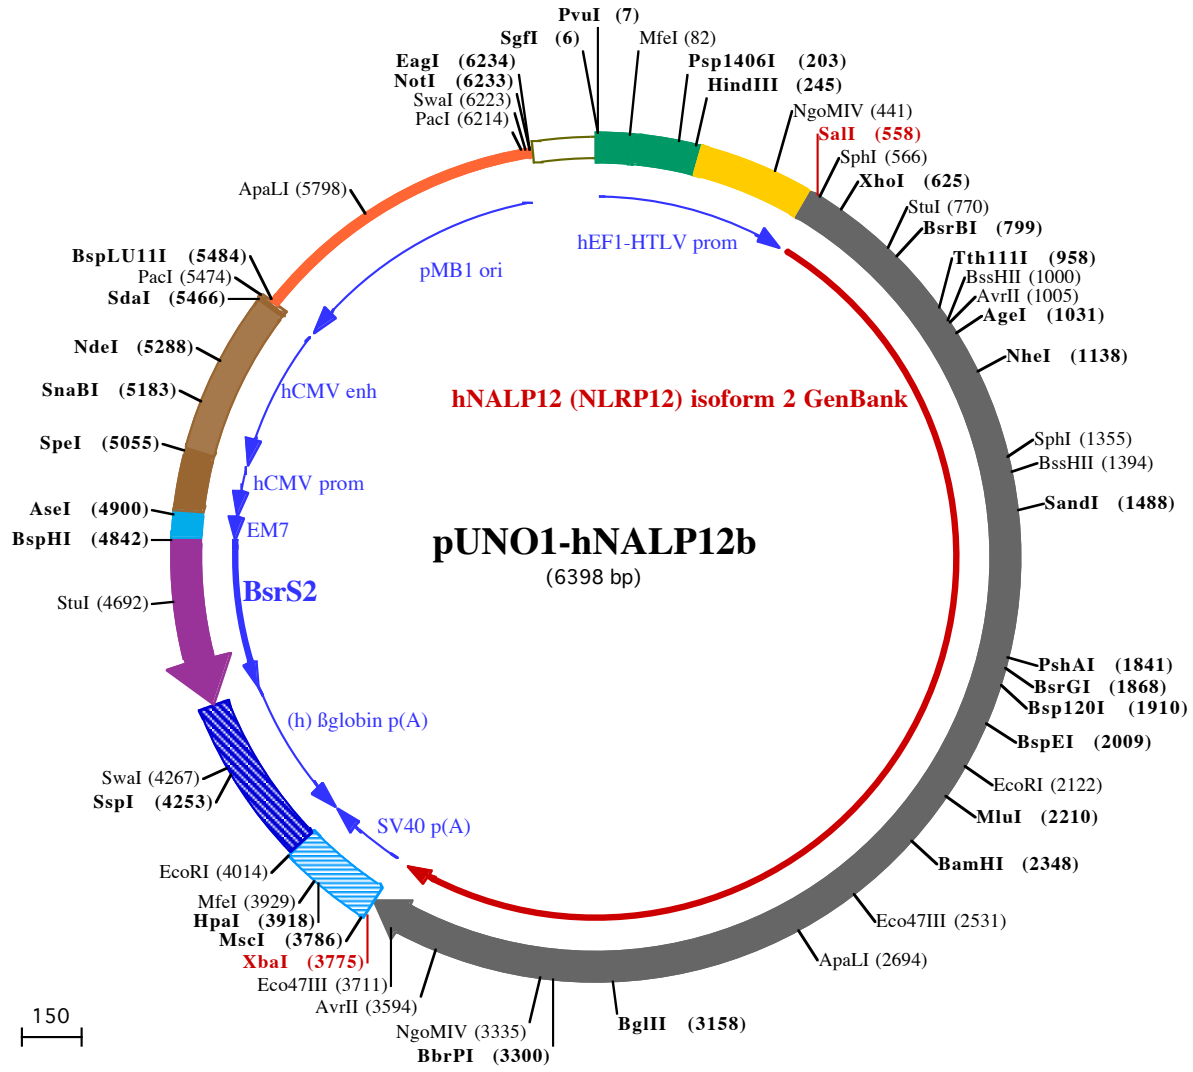 PvuI (7)
SgfI (6)
MfeI (82)
EagI (6234)
Psp1406I (203)
NotI (6233)
HindIII (245)
SwaI (6223)
NgoMIV (441)
PacI (6214)
SalI (558)
SphI (566)
XhoI (625)
ApaLI (5798)
StuI (770)
BsrBI (799)
hEF1-HTLV prom
BspLU11I (5484)
Tth111I (958)
pMB1 ori
PacI (5474)
BssHII (1000)
SdaI (5466)
AvrII (1005)
AgeI (1031)
NdeI (5288)
NheI (1138)
SnaBI (5183)
hCMV enh
hNALP12 (NLRP12) isoform 2 GenBank
SpeI (5055)
SphI (1355)
BssHII (1394)
hCMV prom
SandI (1488)
AseI (4900)
EM7
BspHI (4842)
pUNO1-hNALP12b
(6398 bp)
BsrS2
StuI (4692)
PshAI (1841)
BsrGI (1868)
Bsp120I (1910)
(h) ßglobin p(A)
BspEI (2009)
SwaI (4267)
EcoRI (2122)
SspI (4253)
MluI (2210)
SV40 p(A)
BamHI (2348)
EcoRI (4014)
MfeI (3929)
HpaI (3918)
Eco47III (2531)
MscI (3786)
XbaI (3775)
ApaLI (2694)
Eco47III (3711)
AvrII (3594)
150
BglII (3158)
NgoMIV (3335)
BbrPI (3300)